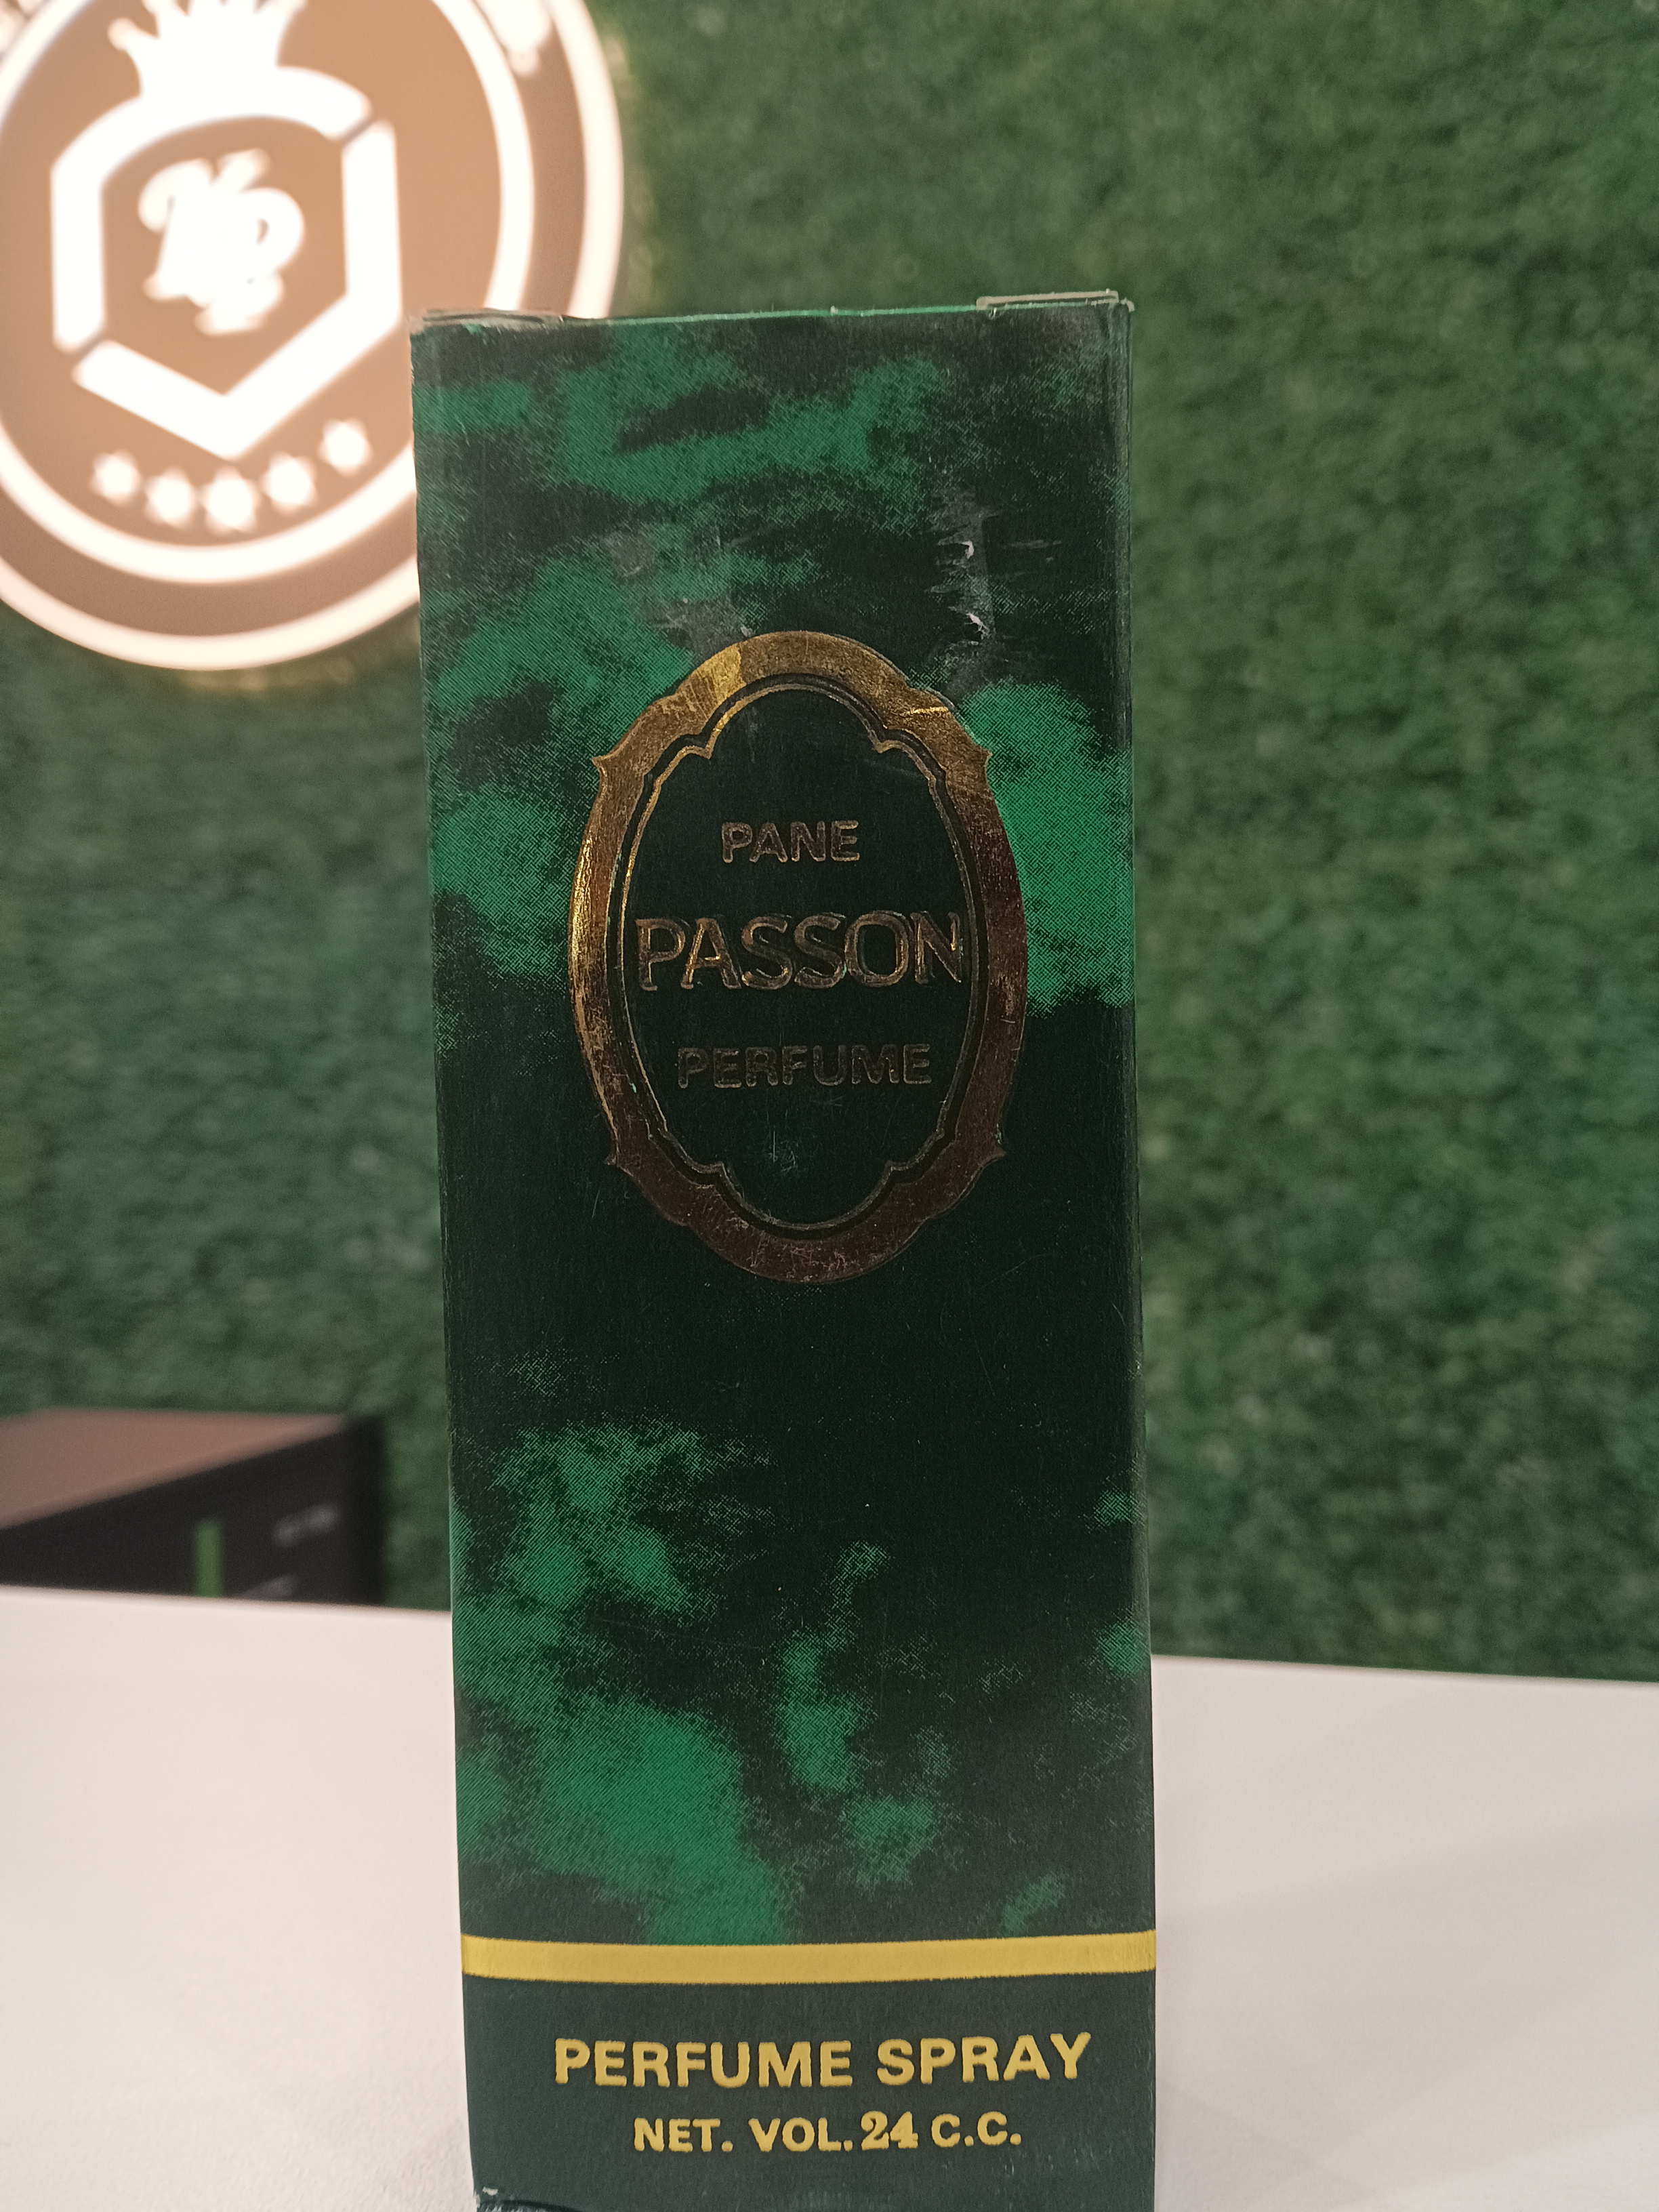 PANE
PASSON
PERFUME
PERFUME SPRAY
NET. VOL. 24 C.C.